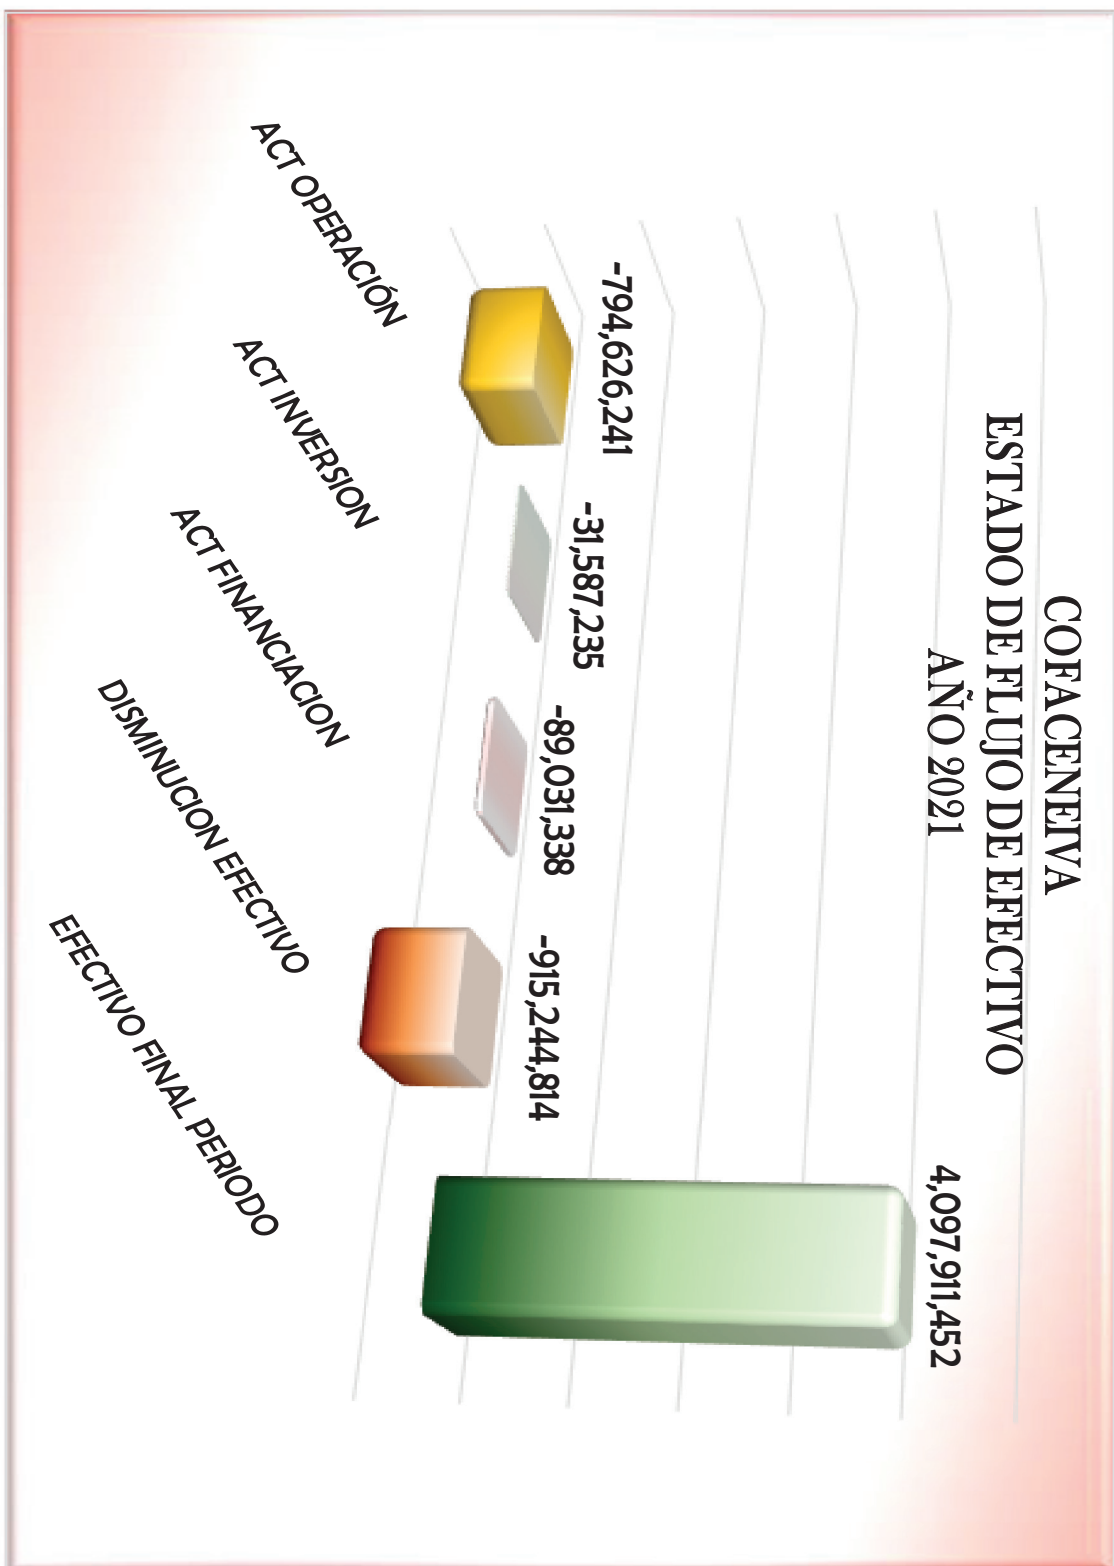 COFACENEIVA
ESTADO DE FLUJO DE EFECTIVO
AÑO 2021
4,097,911,452
-794,626,241
-31,587,235
-89,031,338
-915,244,814
ACT OPERACIÓN
ACT INVERSION
ACT FINANCIACION
DISMINUCION EFECTIVO
EFECTIVO FINAL PERIODO